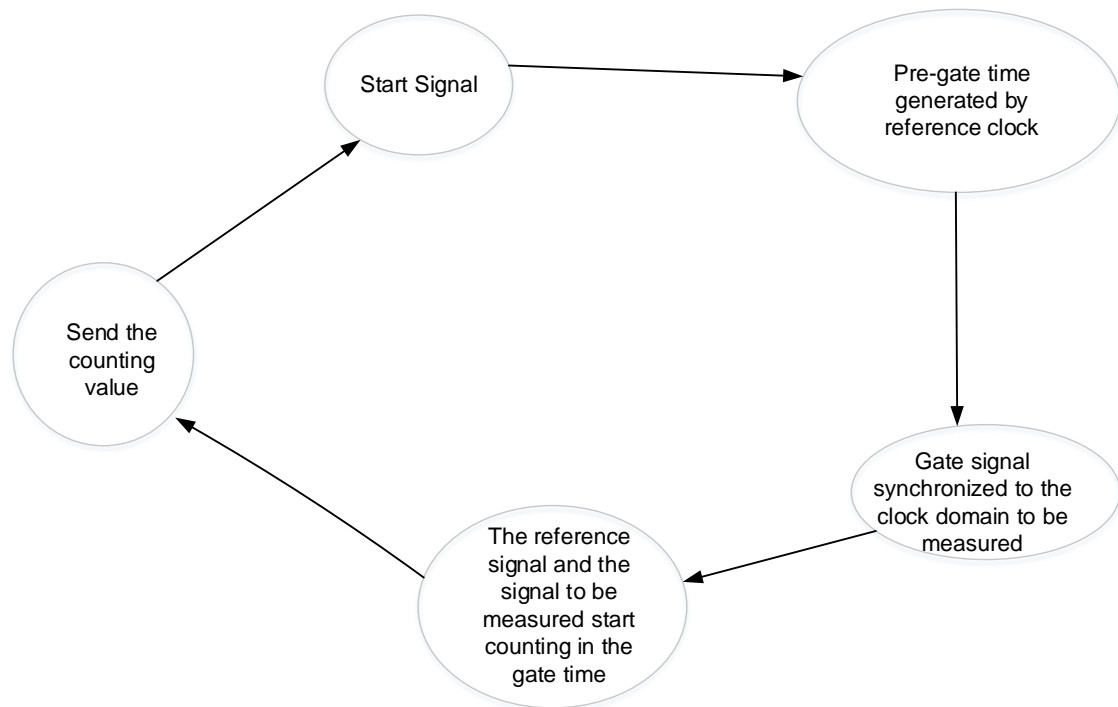 Start Signal
Pre-gate time
generated by
reference clock
Gate signal
synchronized to the
clock domain to be
measured
The reference
signal and the
signal to be
measured start
counting in the
gate time
Send the
counting
value